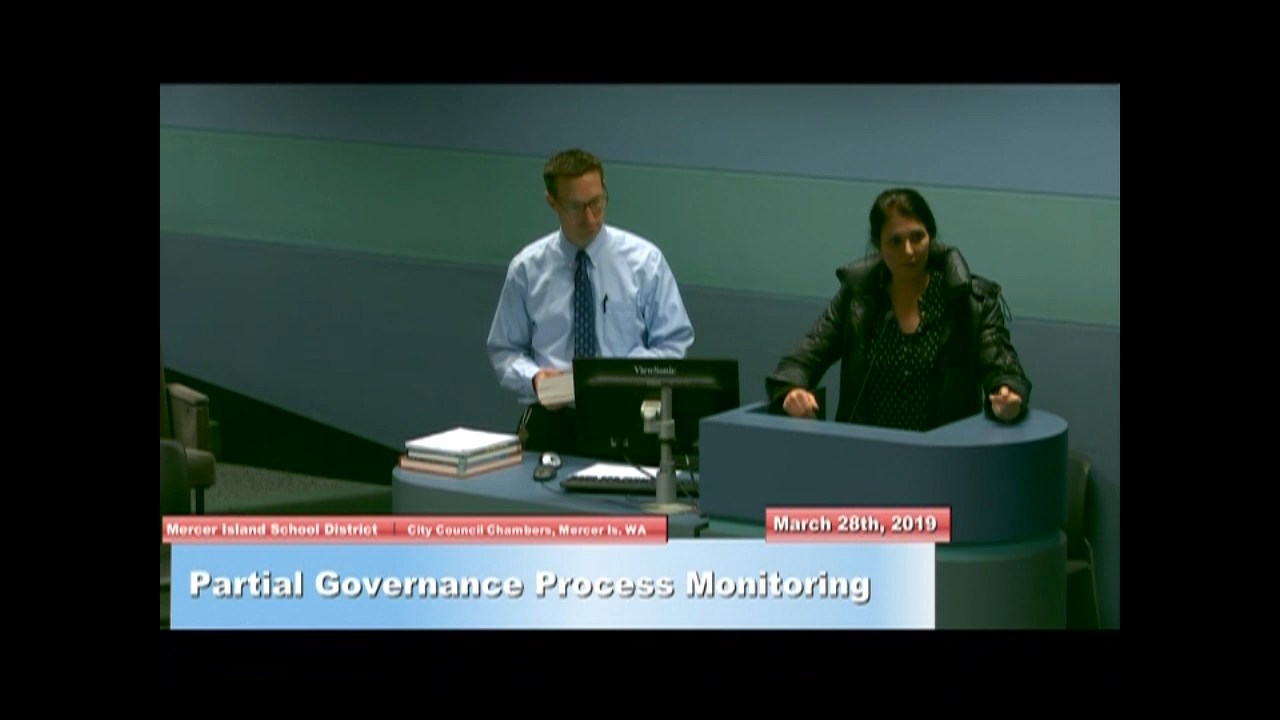 ViewSonic
Mercer Island School District | City Council Chambers, Mercer Is, WA
March 28th, 2019
Partial Governance Process Monitoring